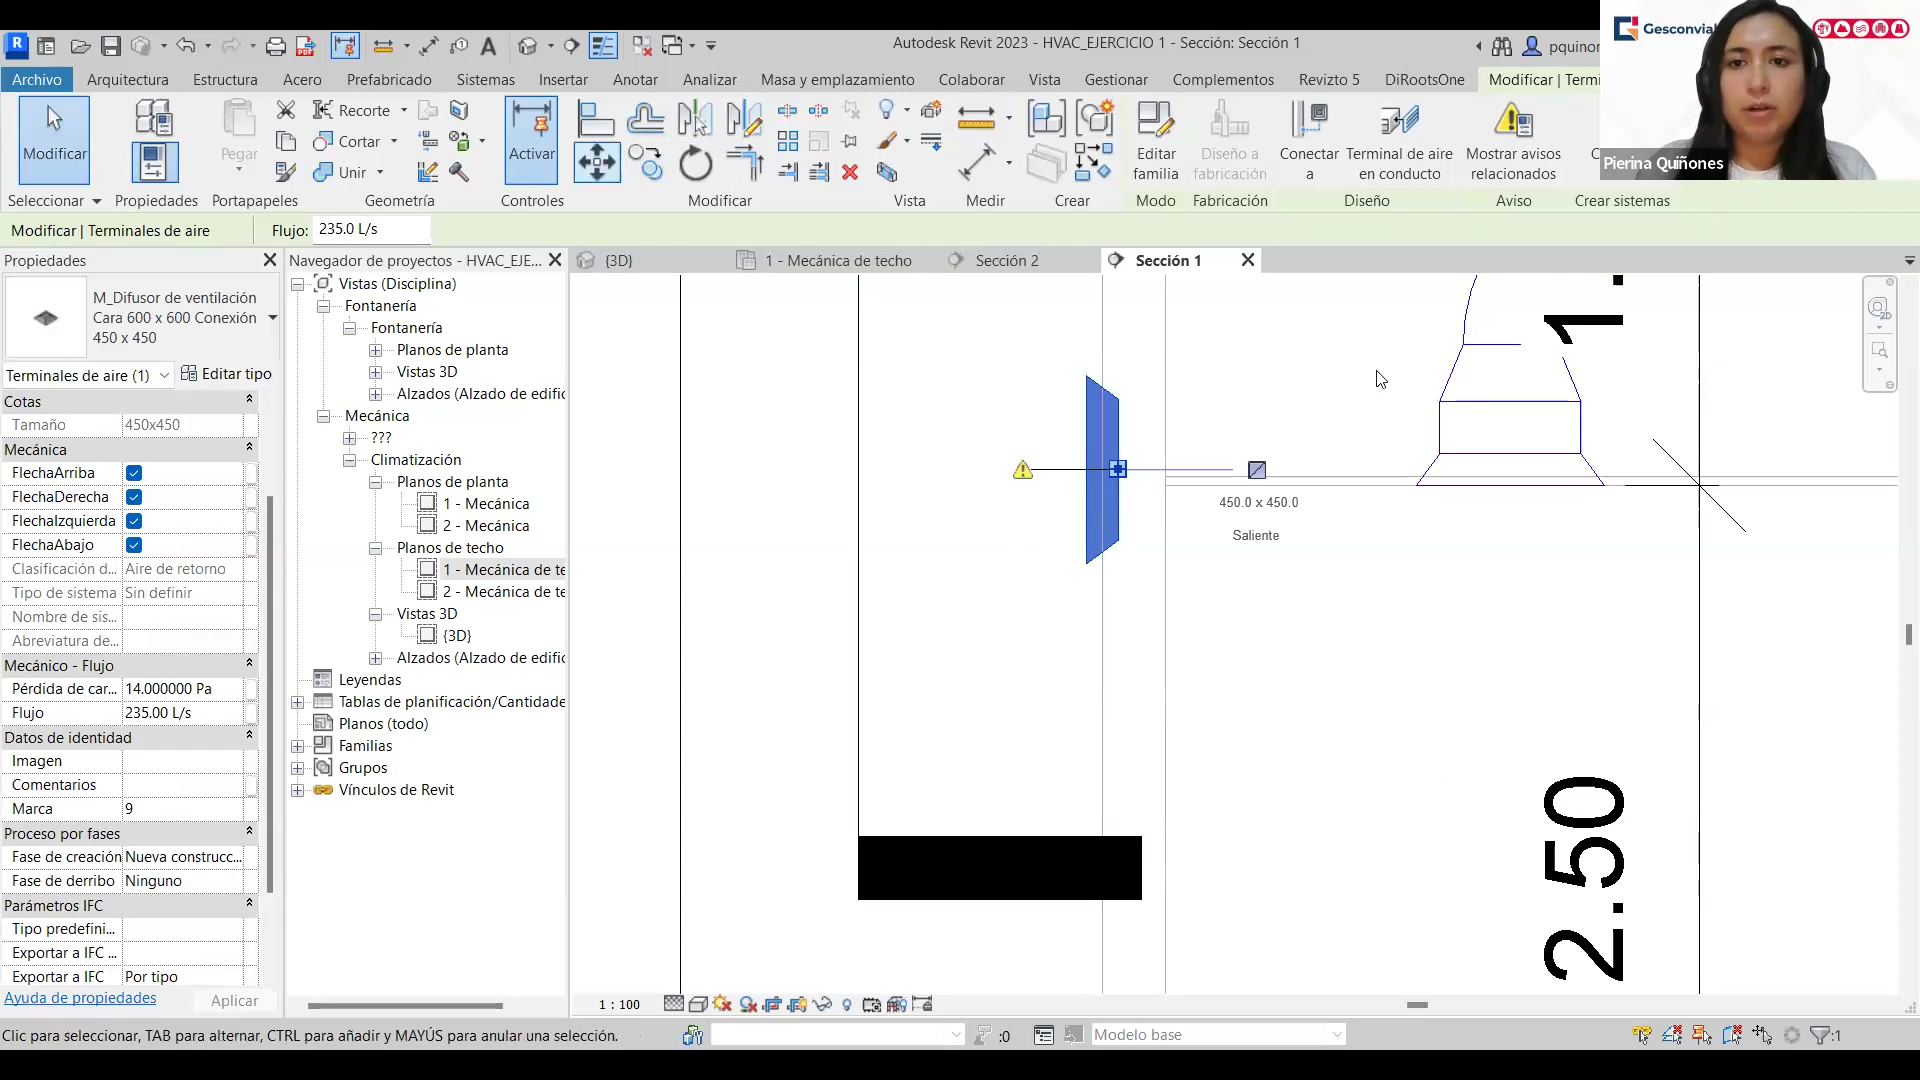 Autodesk Revit 2023 - HVAC_EJERCICIO 1 - Sección: Sección 1
pquinor
Gesconvial
Pierina Quiñones
Archivo
Arquitectura
Estructura
Acero
Prefabricado
Sistemas
Insertar
Anotar
Analizar
Masa y emplazamiento
Colaborar
Vista
Gestionar
Complementos
Revizto 5
DiRootsOne
Modificar | Termi
Modificar
Pegar
Recorte
Cortar
Unir
Activar
Editar familia
Diseño a fabricación
Conectar a
Terminal de aire en conducto
Mostrar avisos relacionados
Seleccionar
Propiedades
Portapapeles
Geometría
Controles
Modificar
Vista
Medir
Crear
Modo
Fabricación
Diseño
Aviso
Crear sistemas
Modificar | Terminales de aire
Flujo: 235.0 L/s
Propiedades
M_Difusor de ventilación
Cara 600 x 600 Conexión
450 x 450
Terminales de aire (1)
Editar tipo
Cotas
Tamaño 450x450
Mecánica
FlechaArriba
FlechaDerecha
FlechaIzquierda
FlechaAbajo
Clasificación d... Aire de retorno
Tipo de sistema Sin definir
Nombre de sis...
Abreviatura de...
Mecánico - Flujo
Pérdida de car... 14.000000 Pa
Flujo 235.00 L/s
Datos de identidad
Imagen
Comentarios
Marca 9
Proceso por fases
Fase de creación Nueva construcc...
Fase de derribo Ninguno
Parámetros IFC
Tipo predefini...
Exportar a IFC ...
Exportar a IFC Por tipo
Ayuda de propiedades
Aplicar
Navegador de proyectos - HVAC_EJE...
Vistas (Disciplina)
Fontanería
Fontanería
Planos de planta
Vistas 3D
Alzados (Alzado de edific
Mecánica
???
Climatización
Planos de planta
1 - Mecánica
2 - Mecánica
Planos de techo
1 - Mecánica de te
2 - Mecánica de te
Vistas 3D
{3D}
Alzados (Alzado de edific
Leyendas
Tablas de planificación/Cantidade
Planos (todo)
Familias
Grupos
Vínculos de Revit
{3D}
1 - Mecánica de techo
Sección 2
Sección 1
2D
1.
450.0 x 450.0
Saliente
2.50
1 : 100
Clic para seleccionar, TAB para alternar, CTRL para añadir y MAYÚS para anular una selección.
:0
Modelo base
:1